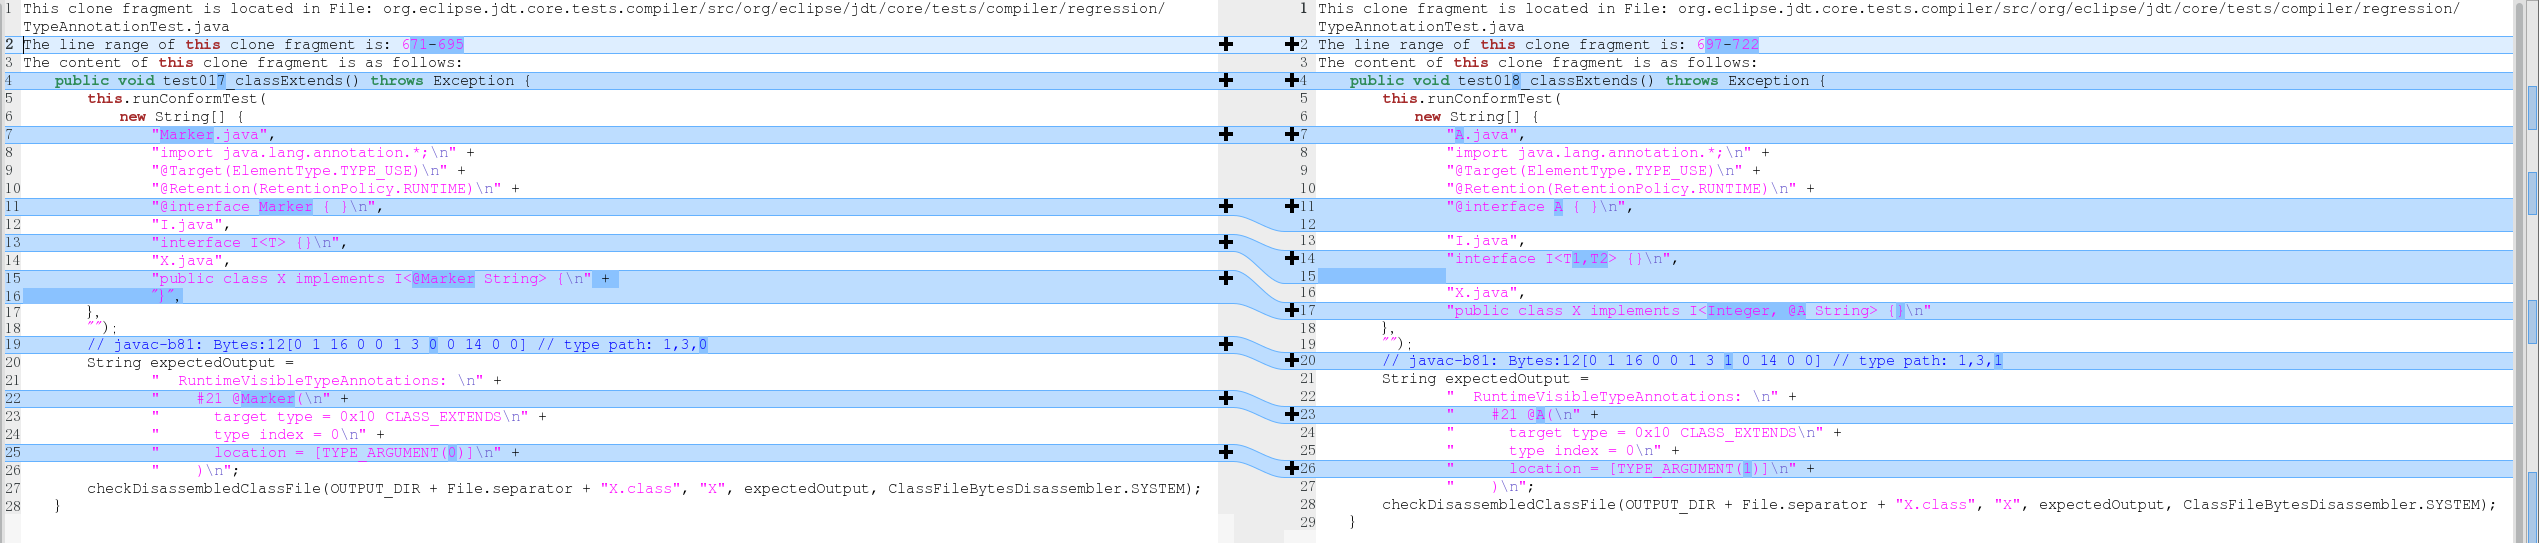 1 This clone fragment is located in File: org.eclipse.jdt.core.tests.compiler/src/org/eclipse/jdt/core/tests/compiler/regression/
TypeAnnotationTest.java
2 The line range of this clone fragment is: 671-695
3 The content of this clone fragment is as follows:
4 public void test017_classExtends() throws Exception {
5 this.runConformTest(
6 new String[] {
7 "Marker.java",
8 "import java.lang.annotation.*;\n" +
9 "@Target(ElementType.TYPE_USE)\n" +
10 "@Retention(RetentionPolicy.RUNTIME)\n" +
11 "@interface Marker { }\n",
12 "I.java",
13 "interface I<T> {}\n",
14 "X.java",
15 "public class X implements I<@Marker String> {\n" +
16 "}",
17 },
18 "");
19 // javac-b81: Bytes:12[0 1 16 0 0 1 3 0 0 14 0 0] // type path: 1,3,0
20 String expectedOutput =
21 "  RuntimeVisibleTypeAnnotations: \n" +
22 "    #21 @Marker(\n" +
23 "      target type = 0x10 CLASS_EXTENDS\n" +
24 "      type index = 0\n" +
25 "      location = [TYPE_ARGUMENT(0)]\n" +
26 "    )\n";
27 checkDisassembledClassFile(OUTPUT_DIR + File.separator + "X.class", "X", expectedOutput, ClassFileBytesDisassembler.SYSTEM);
28 }
1 This clone fragment is located in File: org.eclipse.jdt.core.tests.compiler/src/org/eclipse/jdt/core/tests/compiler/regression/
TypeAnnotationTest.java
2 The line range of this clone fragment is: 697-722
3 The content of this clone fragment is as follows:
4 public void test018_classExtends() throws Exception {
5 this.runConformTest(
6 new String[] {
7 "A.java",
8 "import java.lang.annotation.*;\n" +
9 "@Target(ElementType.TYPE_USE)\n" +
10 "@Retention(RetentionPolicy.RUNTIME)\n" +
11 "@interface A { }\n",
12
13 "I.java",
14 "interface I<T1,T2> {}\n",
15
16 "X.java",
17 "public class X implements I<Integer, @A String> {}\n"
18 },
19 "");
20 // javac-b81: Bytes:12[0 1 16 0 0 1 3 1 0 14 0 0] // type path: 1,3,1
21 String expectedOutput =
22 "  RuntimeVisibleTypeAnnotations: \n" +
23 "    #21 @A(\n" +
24 "      target type = 0x10 CLASS_EXTENDS\n" +
25 "      type index = 0\n" +
26 "      location = [TYPE_ARGUMENT(1)]\n" +
27 "    )\n";
28 checkDisassembledClassFile(OUTPUT_DIR + File.separator + "X.class", "X", expectedOutput, ClassFileBytesDisassembler.SYSTEM);
29 }